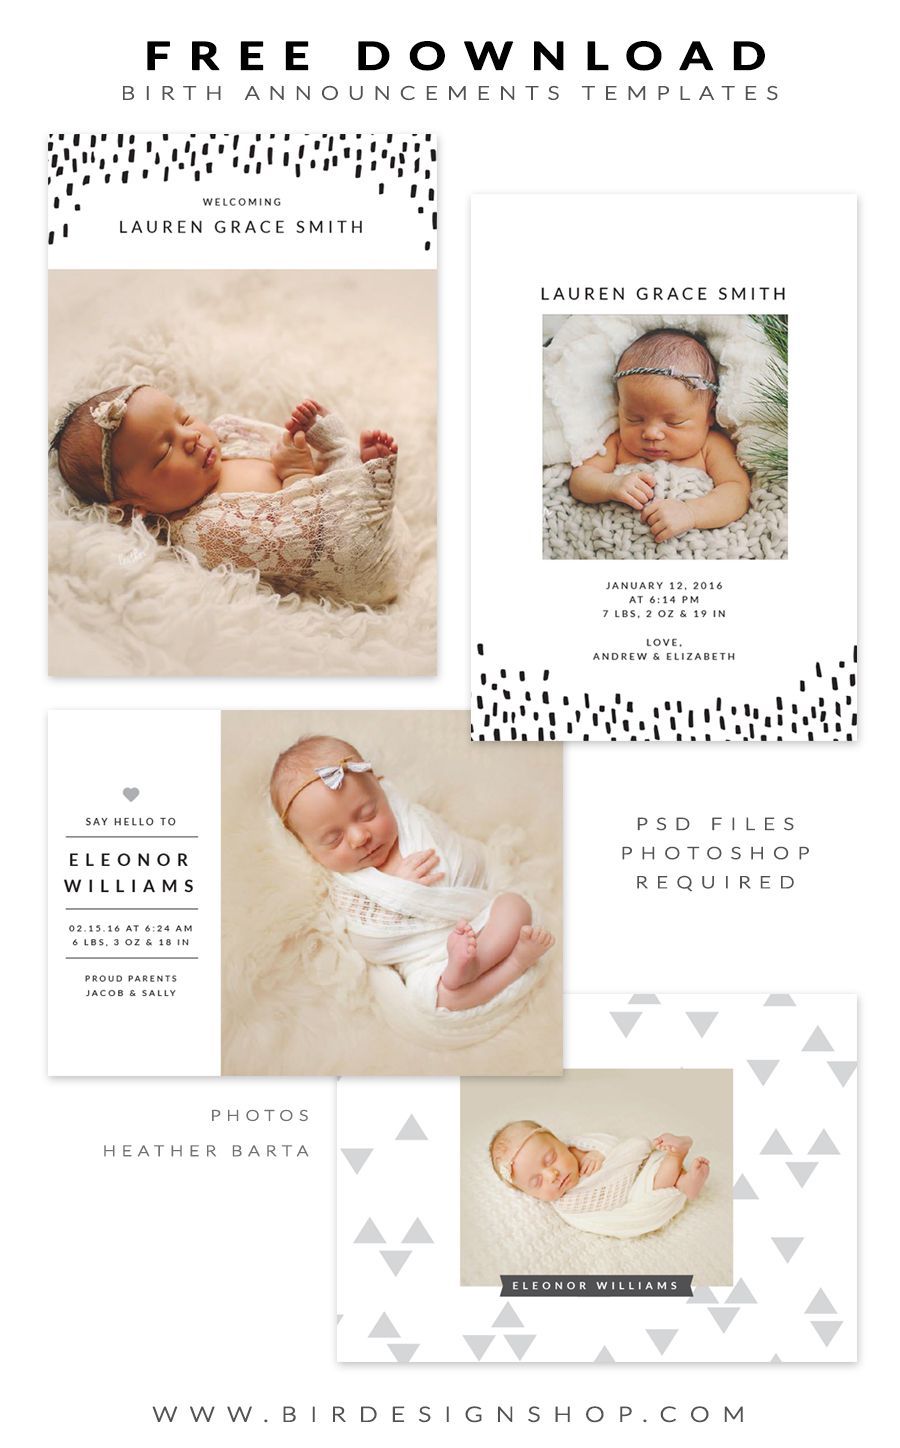 FREE DOWNLOAD
BIRTH ANNOUNCEMENTS TEMPLATES
WELCOMING
LAUREN GRACE SMITH
LAUREN GRACE SMITH
JANUARY 12, 2016
AT 6:14 PM
7 LBS, 2 OZ & 19 IN
LOVE,
ANDREW & ELIZABETH
SAY HELLO TO
ELEONOR
WILLIAMS
02.15.16 AT 6:24 AM
6 LBS, 3 OZ & 18 IN
PROUD PARENTS
JACOB & SALLY
PSD FILES
PHOTOSHOP
REQUIRED
PHOTOS
HEATHER BARTA
ELEONOR WILLIAMS
WWW.BIRDESIGNSHOP.COM